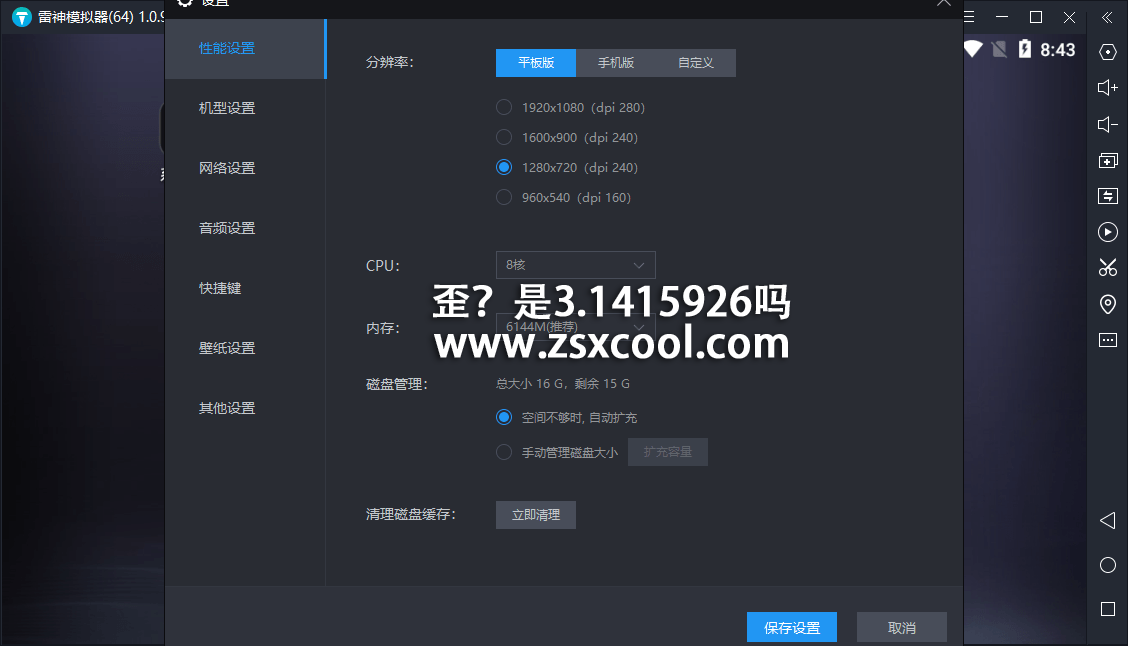 设置
雷神模拟器(64) 1.0.9
8:43
性能设置
机型设置
网络设置
音频设置
快捷键
壁纸设置
其他设置
分辨率:
平板版 手机版 自定义
1920x1080 (dpi 280)
1600x900 (dpi 240)
1280x720 (dpi 240)
960x540 (dpi 160)
CPU:
8核
歪？是3.1415926吗
内存:
6144M(推荐)
www.zsxcool.com
磁盘管理:
总大小 16 G, 剩余 15 G
空间不够时, 自动扩充
手动管理磁盘大小
扩充容量
清理磁盘缓存:
立即清理
保存设置
取消